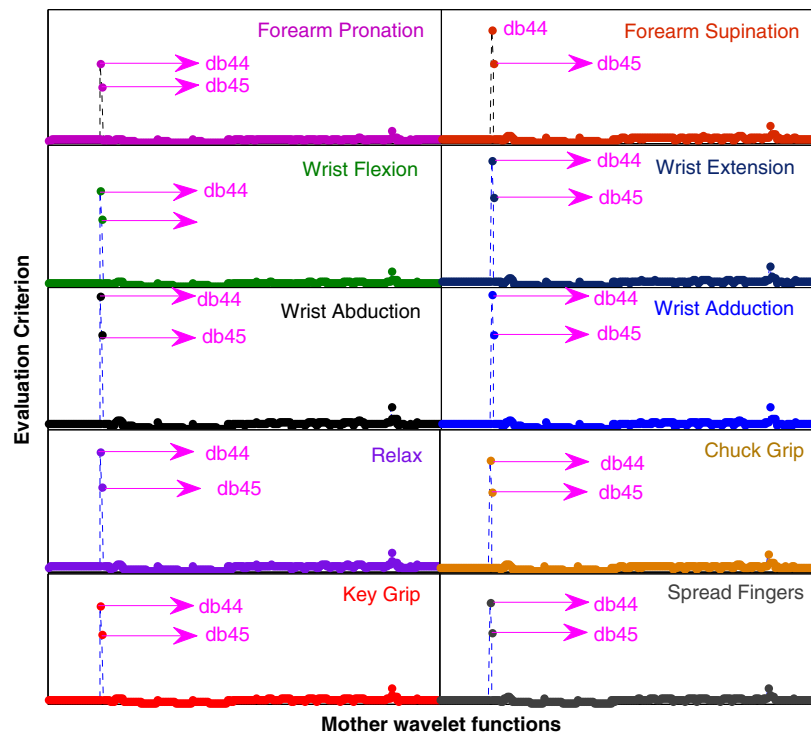 Forearm Pronation
db44
db45
Forearm Supination
db44
db45
Wrist Flexion
db44
Wrist Extension
db44
db45
Wrist Abduction
db44
db45
Wrist Adduction
db44
db45
Relax
db44
db45
Chuck Grip
db44
db45
Key Grip
db44
db45
Spread Fingers
db44
db45
Evaluation Criterion
Mother wavelet functions